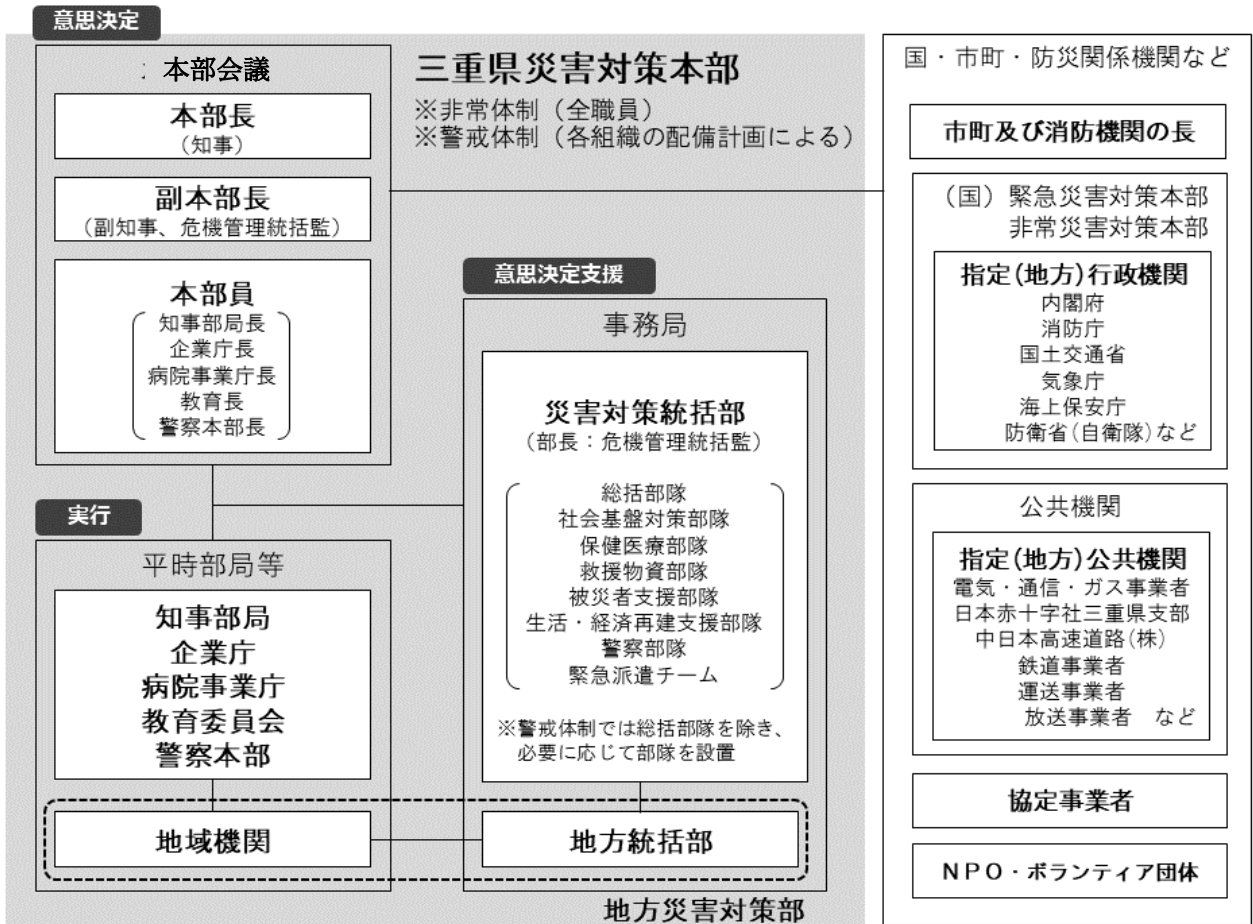 意思決定
本部会議
本部長
（知事）
副本部長
（副知事、危機管理統括監）
本部員
知事部局長
企業庁長
病院事業庁長
教育長
警察本部長
三重県災害対策本部
※非常体制（全職員）
※警戒体制（各組織の配備計画による）
意思決定支援
事務局
災害対策統括部
（部長：危機管理統括監）
総括部隊
社会基盤対策部隊
保健医療部隊
救援物資部隊
被災者支援部隊
生活・経済再建支援部隊
警察部隊
緊急派遣チーム
※警戒体制では総括部隊を除き、
必要に応じて部隊を設置
実行
平時部局等
知事部局
企業庁
病院事業庁
教育委員会
警察本部
地域機関
地方統括部
地方災害対策部
国・市町・防災関係機関など
市町及び消防機関の長
（国）緊急災害対策本部
非常災害対策本部
指定(地方)行政機関
内閣府
消防庁
国土交通省
気象庁
海上保安庁
防衛省(自衛隊)など
公共機関
指定(地方)公共機関
電気・通信・ガス事業者
日本赤十字社三重県支部
中日本高速道路(株)
鉄道事業者
運送事業者
放送事業者　など
協定事業者
ＮＰＯ・ボランティア団体